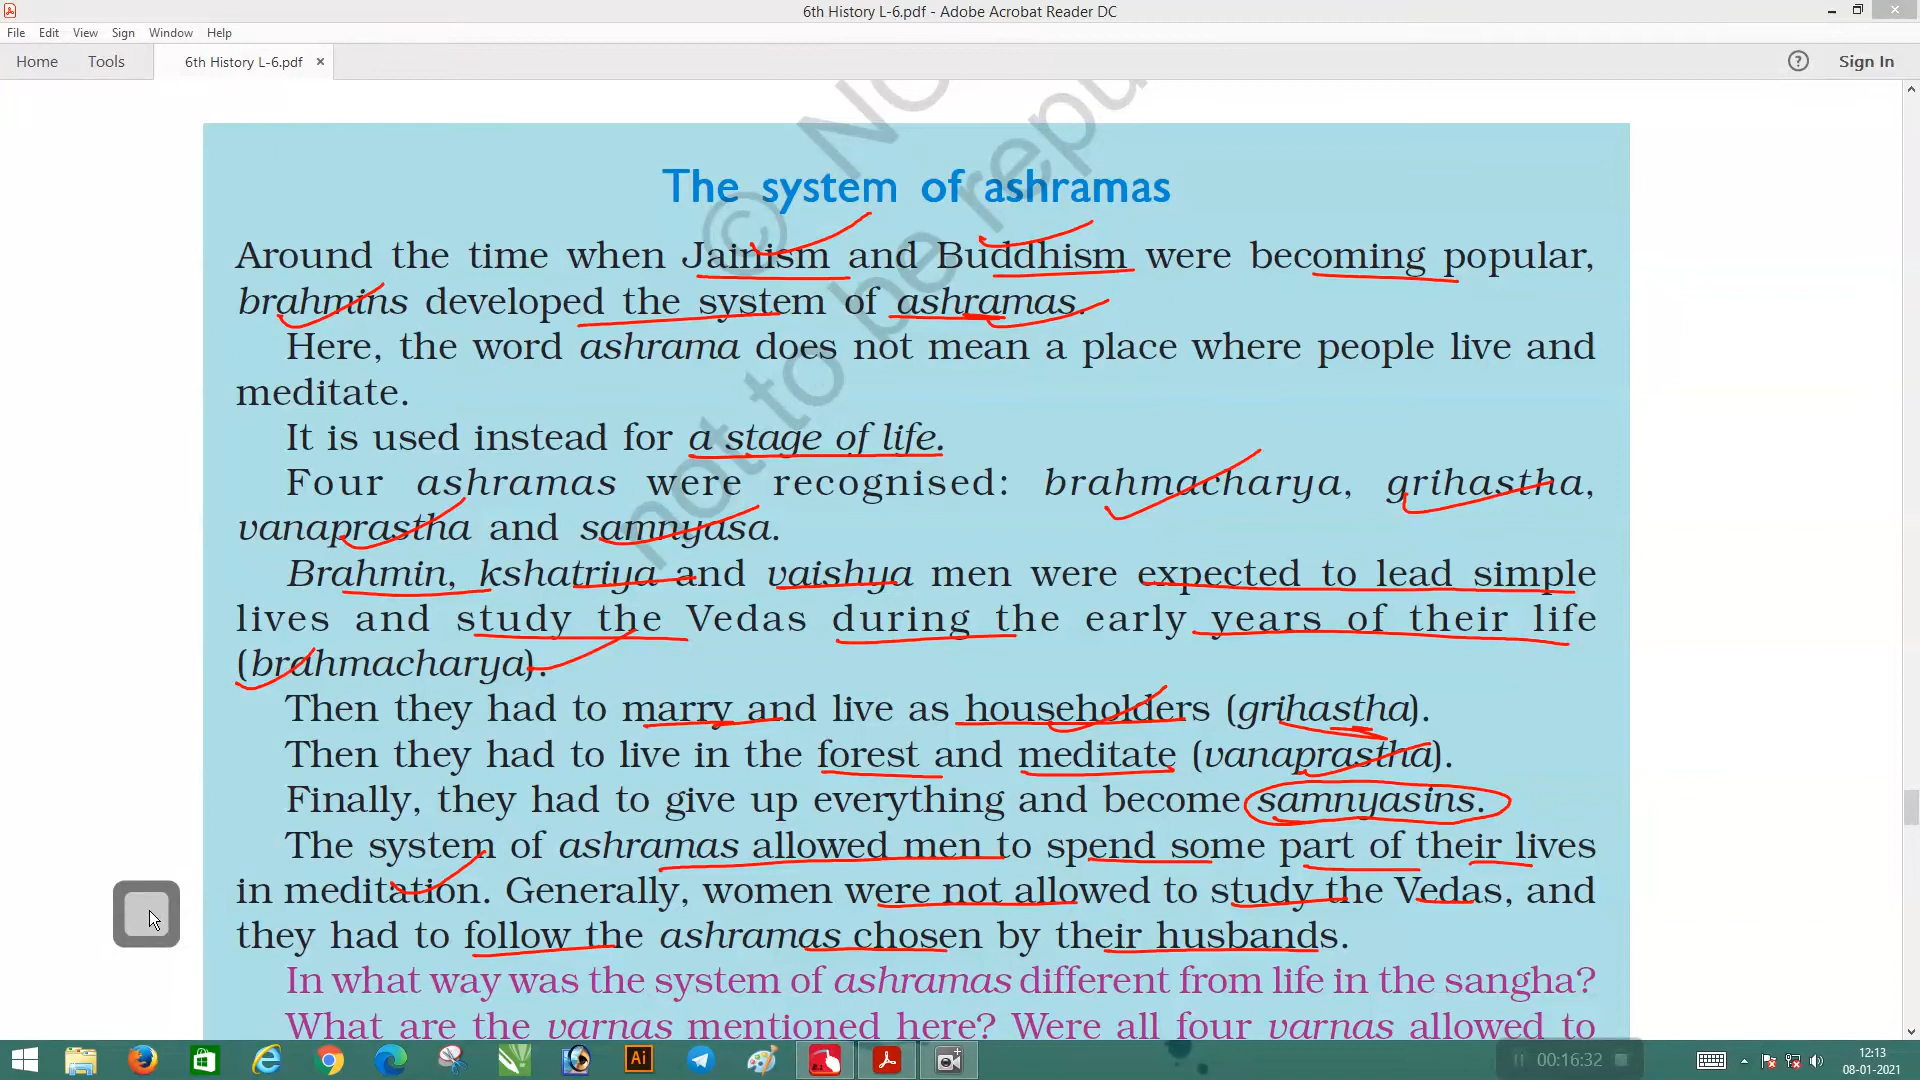 6th History L-6.pdf - Adobe Acrobat Reader DC
File Edit View Sign Window Help
Home Tools 6th History L-6.pdf × ? Sign In
© NO
not to be repu
The system of ashramas
Around the time when Jainism and Buddhism were becoming popular,
brahmins developed the system of ashramas.
Here, the word ashrama does not mean a place where people live and
meditate.
It is used instead for a stage of life.
Four ashramas were recognised: brahmacharya, grihastha,
vanaprastha and samnyasa.
Brahmin, kshatriya and vaishya men were expected to lead simple
lives and study the Vedas during the early years of their life
(brahmacharya).
Then they had to marry and live as householders (grihastha).
Then they had to live in the forest and meditate (vanaprastha).
Finally, they had to give up everything and become samnyasins.
The system of ashramas allowed men to spend some part of their lives
in meditation. Generally, women were not allowed to study the Vedas, and
they had to follow the ashramas chosen by their husbands.
In what way was the system of ashramas different from life in the sangha?
What are the varnas mentioned here? Were all four varnas allowed to
Ai
00:16:32
12:13
08-01-2021